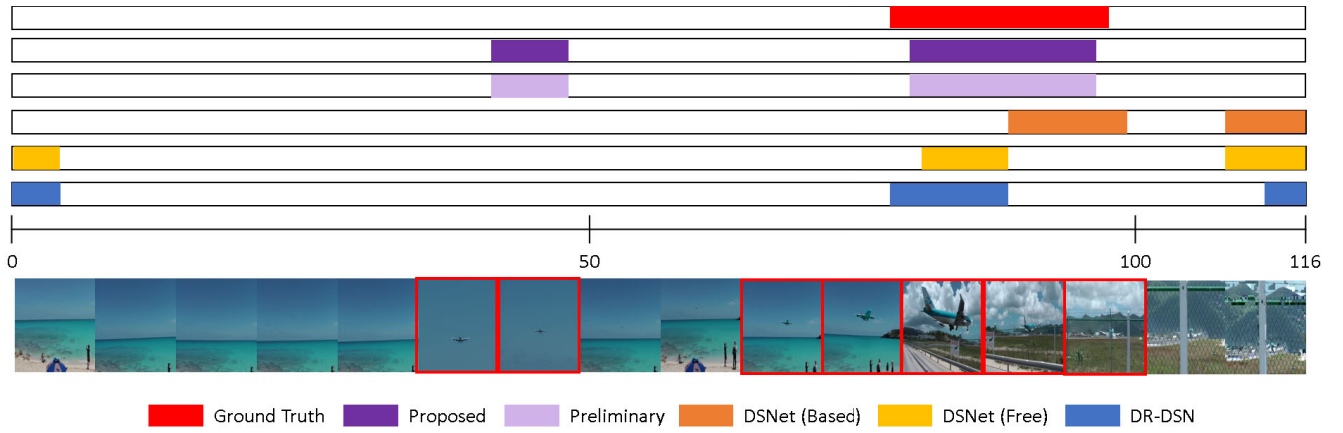 0 50 100 116
Ground Truth Proposed Preliminary DSNet (Based) DSNet (Free) DR-DSN